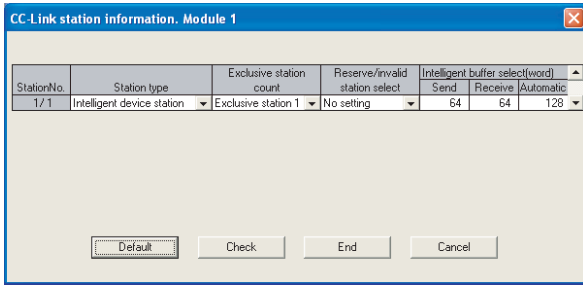 CC-Link station information. Module 1
Exclusive station Reserve/invalid Intelligent buffer select(word)
StationNo. Station type count station select Send Receive Automatic
1/1 Intelligent device station Exclusive station 1 No setting 64 64 128
Default Check End Cancel